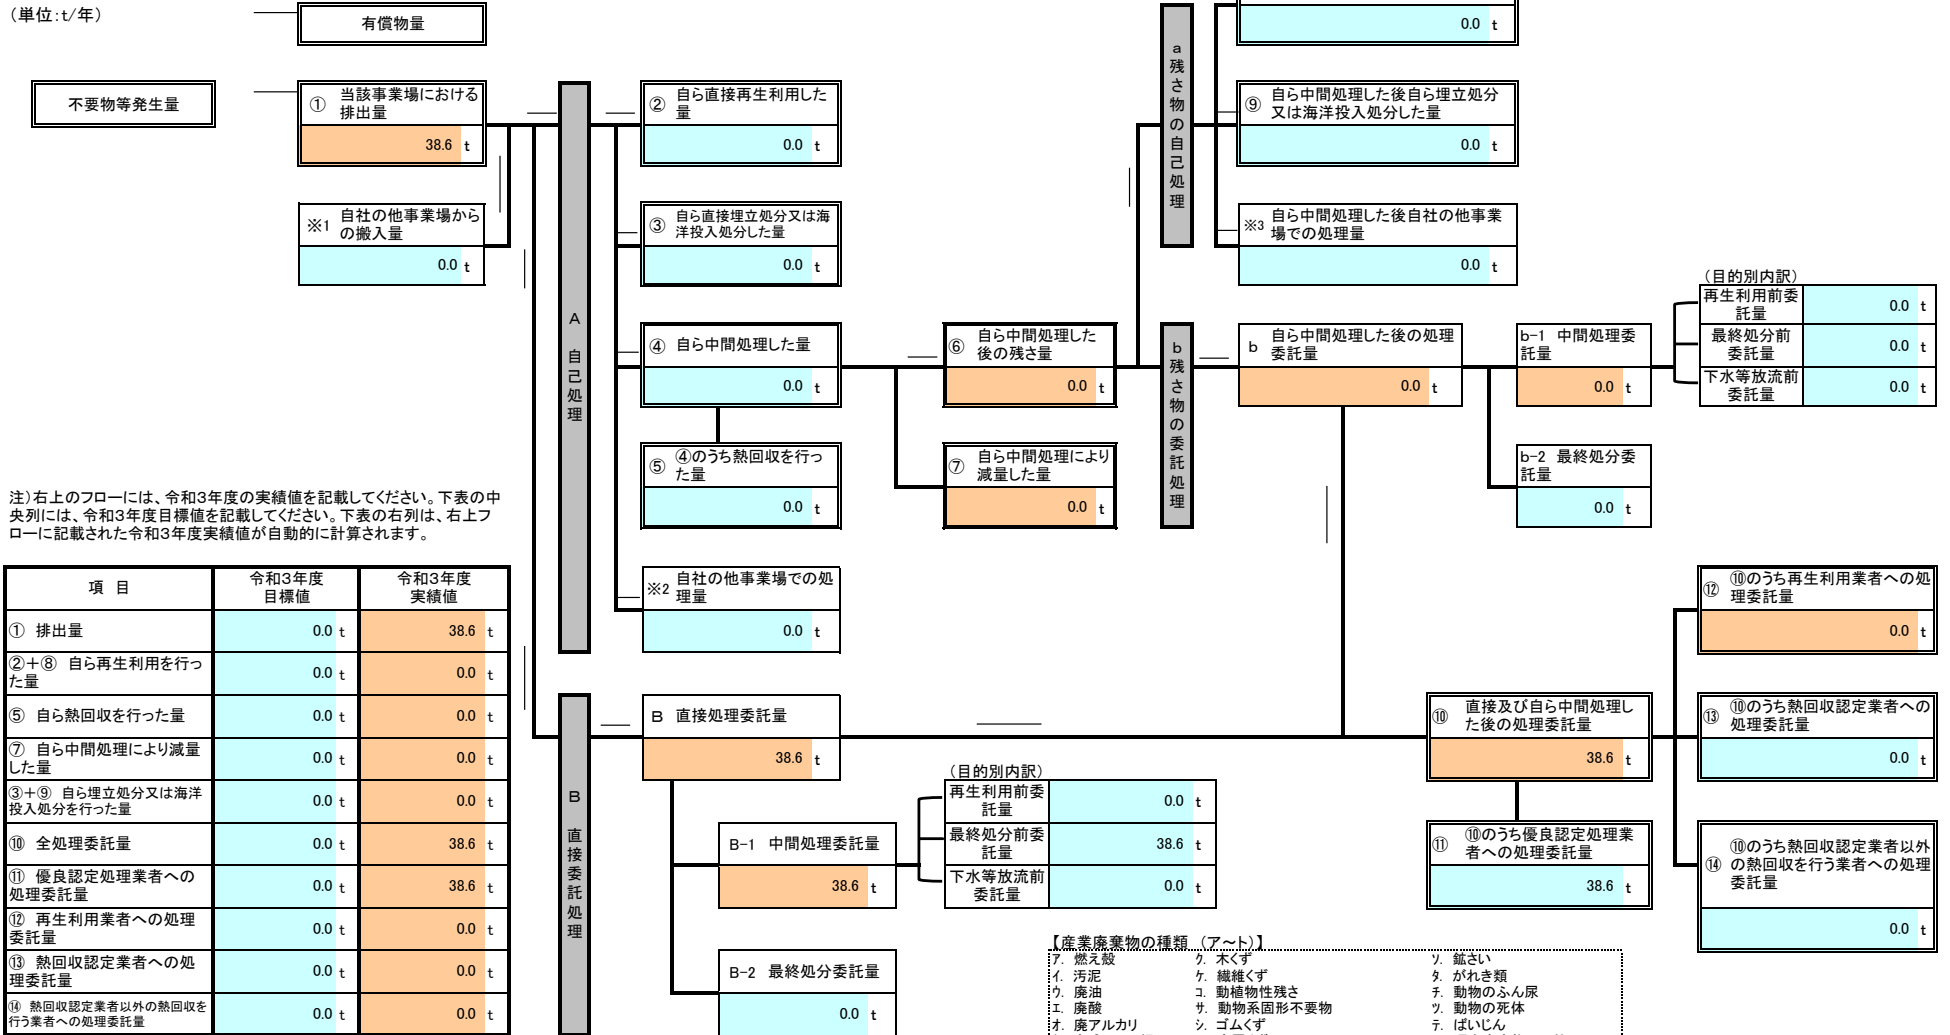 (単位:t/年)
有償物量
不要物等発生量
① 当該事業場における
排出量
38.6 t
※1 自社の他事業場から
の搬入量
0.0 t
A 自己処理
② 自ら直接再生利用した
量
0.0 t
③ 自ら直接埋立処分又は海
洋投入処分した量
0.0 t
④ 自ら中間処理した量
0.0 t
⑤ ④のうち熱回収を行っ
た量
0.0 t
※2 自社の他事業場での処
理量
0.0 t
⑥ 自ら中間処理した
後の残さ量
0.0 t
⑦ 自ら中間処理により
減量した量
0.0 t
a 残さ物の自己処理
0.0 t
⑨ 自ら中間処理した後自ら埋立処分
又は海洋投入処分した量
0.0 t
※3 自ら中間処理した後自社の他事業
場での処理量
0.0 t
b 残さ物の委託処理
b 自ら中間処理した後の処理
委託量
0.0 t
b-1 中間処理委
託量
0.0 t
b-2 最終処分委
託量
0.0 t
(目的別内訳)
再生利用前委
託量
0.0 t
最終処分前
委託量
0.0 t
下水等放流前
委託量
0.0 t
注)右上のフローには、令和3年度の実績値を記載してください。下表の中
央列には、令和3年度目標値を記載してください。下表の右列は、右上フ
ローに記載された令和3年度実績値が自動的に計算されます。
項 目 令和3年度
目標値 令和3年度
実績値
① 排出量 0.0 t 38.6 t
②+⑧ 自ら再生利用を行っ
た量 0.0 t 0.0 t
⑤ 自ら熱回収を行った量 0.0 t 0.0 t
⑦ 自ら中間処理により減量
した量 0.0 t 0.0 t
③+⑨ 自ら埋立処分又は海洋
投入処分を行った量 0.0 t 0.0 t
⑩ 全処理委託量 0.0 t 38.6 t
⑪ 優良認定処理業者への
処理委託量 0.0 t 38.6 t
⑫ 再生利用業者への処理
委託量 0.0 t 0.0 t
⑬ 熱回収認定業者への処
理委託量 0.0 t 0.0 t
⑭ 熱回収認定業者以外の熱回収を
行う業者への処理委託量 0.0 t 0.0 t
B 直接委託処理
B 直接処理委託量
38.6 t
B-1 中間処理委託量
38.6 t
B-2 最終処分委託量
0.0 t
(目的別内訳)
再生利用前委
託量
0.0 t
最終処分前委
託量
38.6 t
下水等放流前
委託量
0.0 t
⑩ 直接及び自ら中間処理し
た後の処理委託量
38.6 t
⑪ ⑩のうち優良認定処理業
者への処理委託量
38.6 t
⑫ ⑩のうち再生利用業者への処
理委託量
0.0 t
⑬ ⑩のうち熱回収認定業者への
処理委託量
0.0 t
⑭ ⑩のうち熱回収認定業者以外
の熱回収を行う業者への処理
委託量
0.0 t
【産業廃棄物の種類 (ア~ト)】
ア. 燃え殻 ク. 木くず ソ. 鉱さい
イ. 汚泥 ケ. 繊維くず タ. がれき類
ウ. 廃油 コ. 動植物性残さ チ. 動物のふん尿
エ. 廃酸 サ. 動物系固形不要物 ツ. 動物の死体
オ. 廃アルカリ シ. ゴムくず テ. ばいじん